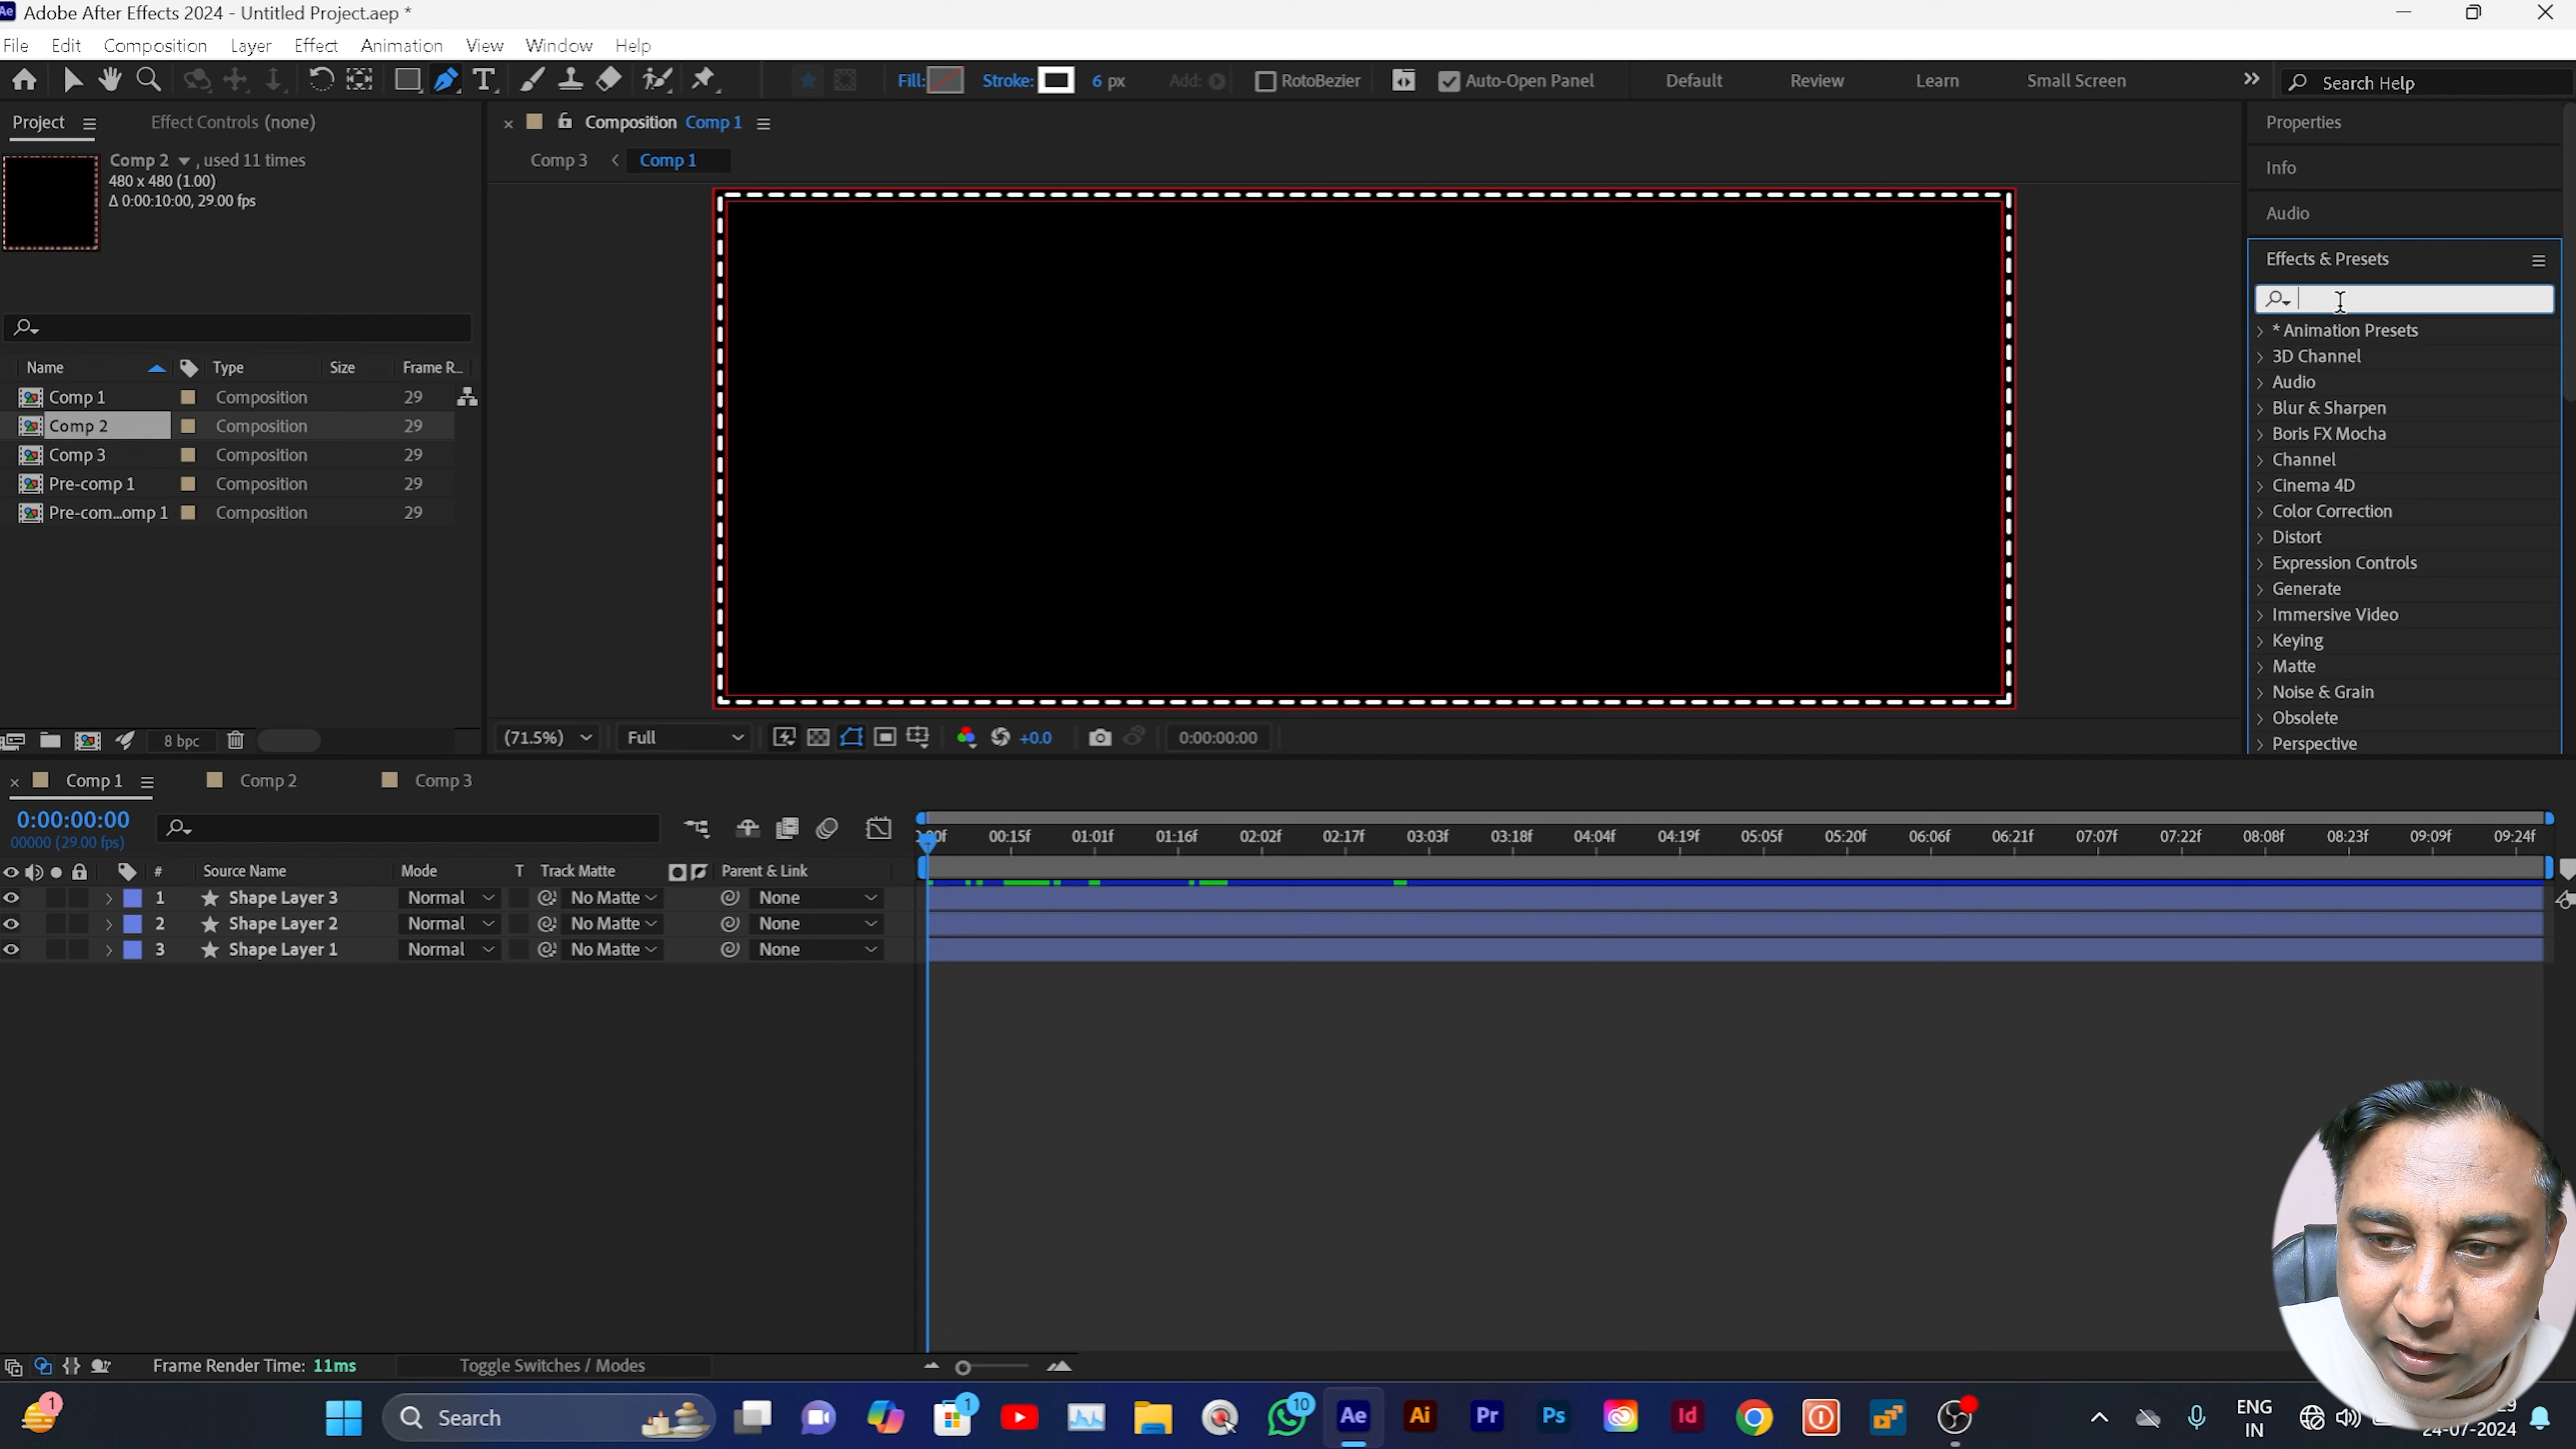 Adobe After Effects 2024 - Untitled Project.aep *
File Edit Composition Layer Effect Animation View Window Help
Fill: Stroke: 6 px Add: RotoBezier Auto-Open Panel Default Review Learn Small Screen Search Help
Project Effect Controls (none)
Comp 2 , used 11 times
480 x 480 (1.00)
Δ 0:00:10:00, 29.00 fps
Name Type Size Frame R...
Comp 1 Composition 29
Comp 2 Composition 29
Comp 3 Composition 29
Pre-comp 1 Composition 29
Pre-com...omp 1 Composition 29
8 bpc
Composition Comp 1
Comp 3 Comp 1
(71.5%) Full +0.0 0:00:00:00
Properties
Info
Audio
Effects & Presets
* Animation Presets
3D Channel
Audio
Blur & Sharpen
Boris FX Mocha
Channel
Cinema 4D
Color Correction
Distort
Expression Controls
Generate
Immersive Video
Keying
Matte
Noise & Grain
Obsolete
Perspective
Comp 1 Comp 2 Comp 3
0:00:00:00
00000 (29.00 fps)
00:15f 01:01f 01:16f 02:02f 02:17f 03:03f 03:18f 04:04f 04:19f 05:05f 05:20f 06:06f 06:21f 07:07f 07:22f 08:08f 08:23f 09:09f 09:24f
# Source Name Mode T Track Matte Parent & Link
1 Shape Layer 3 Normal No Matte None
2 Shape Layer 2 Normal No Matte None
3 Shape Layer 1 Normal No Matte None
Frame Render Time: 11ms Toggle Switches / Modes
1 Search 1 10 Ae Ai Pr Ps Id ENG
IN
24-07-2024